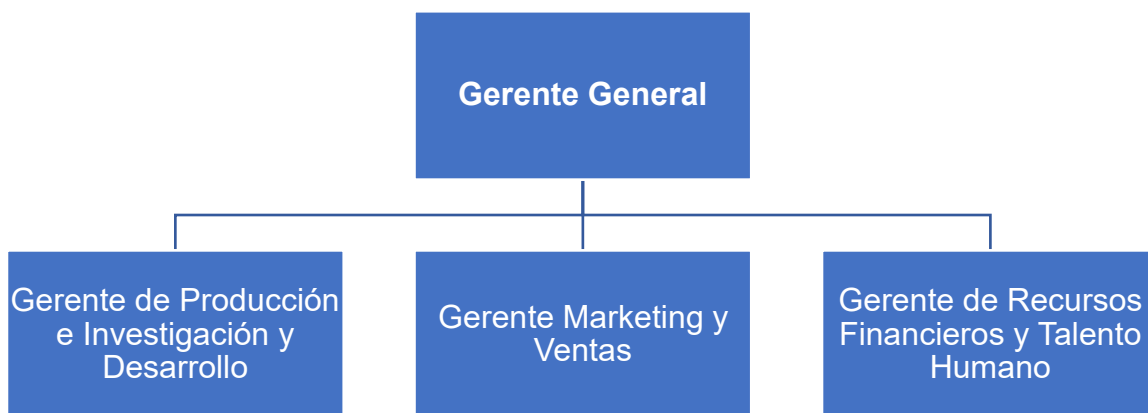 Gerente General
Gerente de Producción
e Investigación y
Desarrollo
Gerente Marketing y
Ventas
Gerente de Recursos
Financieros y Talento
Humano